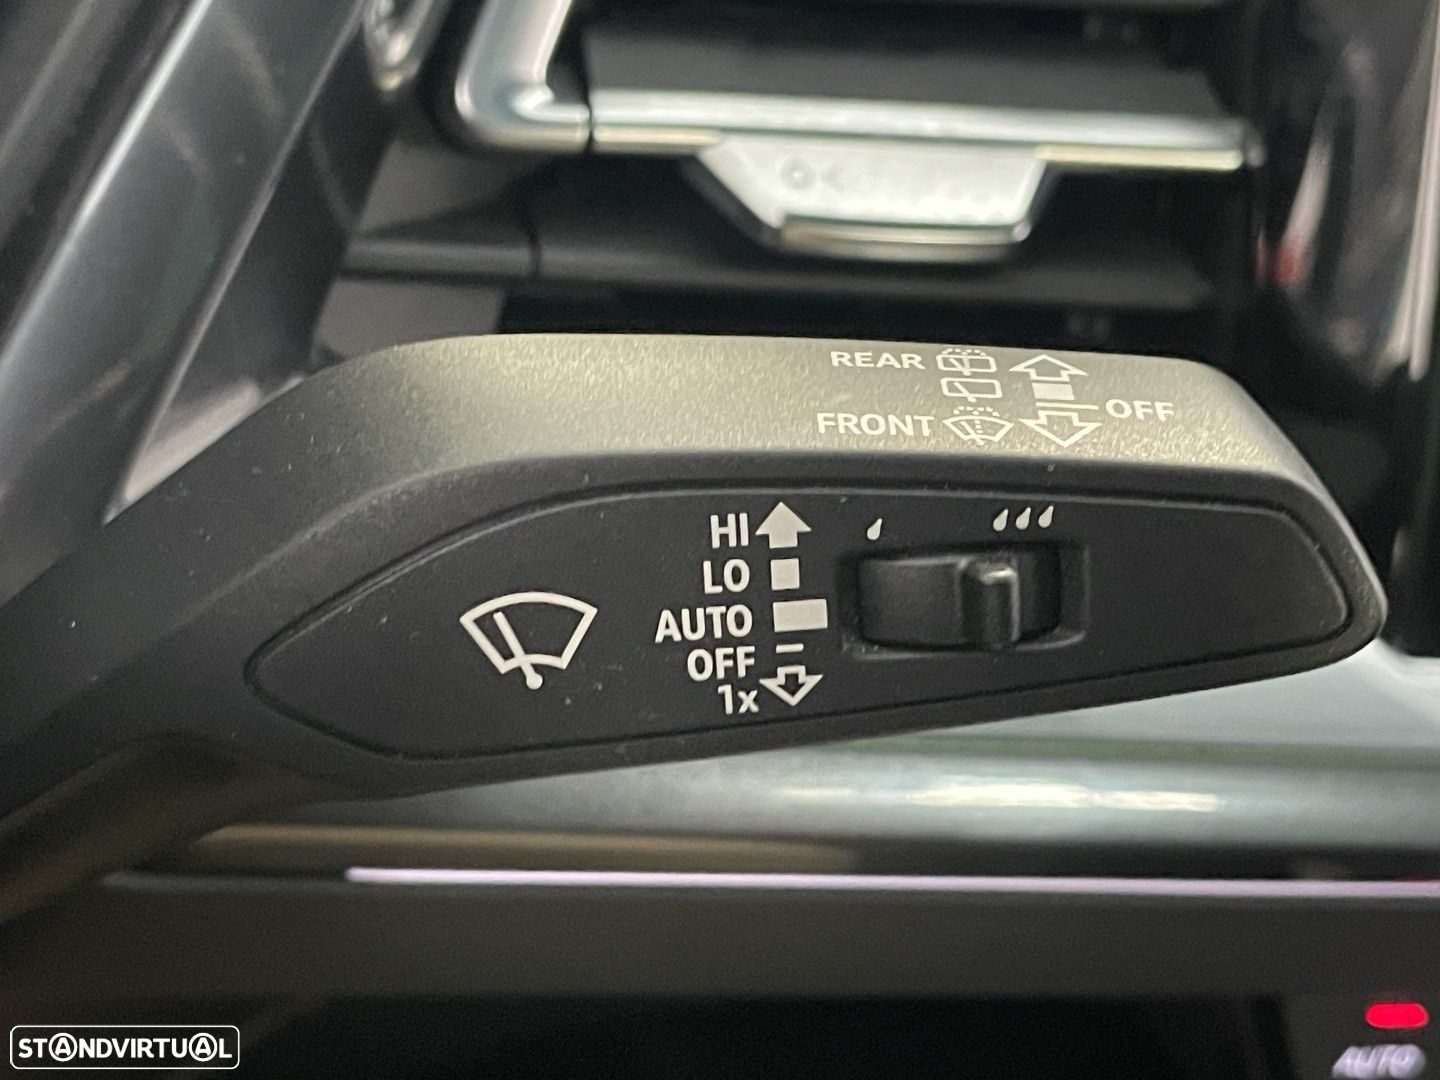 REAR
OFF
FRONT
HI
LO
AUTO
OFF
1x
STANDVIRTUAL
AUTO